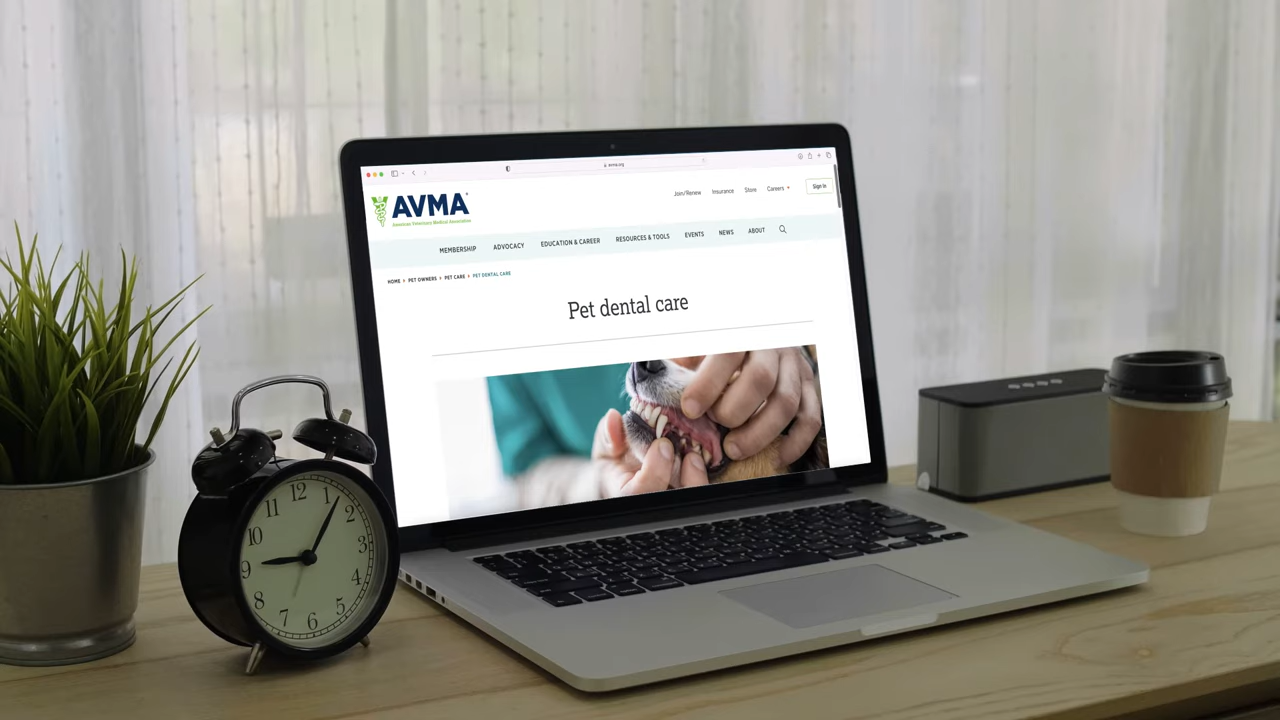 avma.org
AVMA®
American Veterinary Medical Association
Join/Renew Insurance Store Careers Sign in
MEMBERSHIP ADVOCACY EDUCATION & CAREER RESOURCES & TOOLS EVENTS NEWS ABOUT
HOME > PET OWNERS > PET CARE > PET DENTAL CARE
Pet dental care
12
1
2
3
4
5
6
7
8
9
10
11